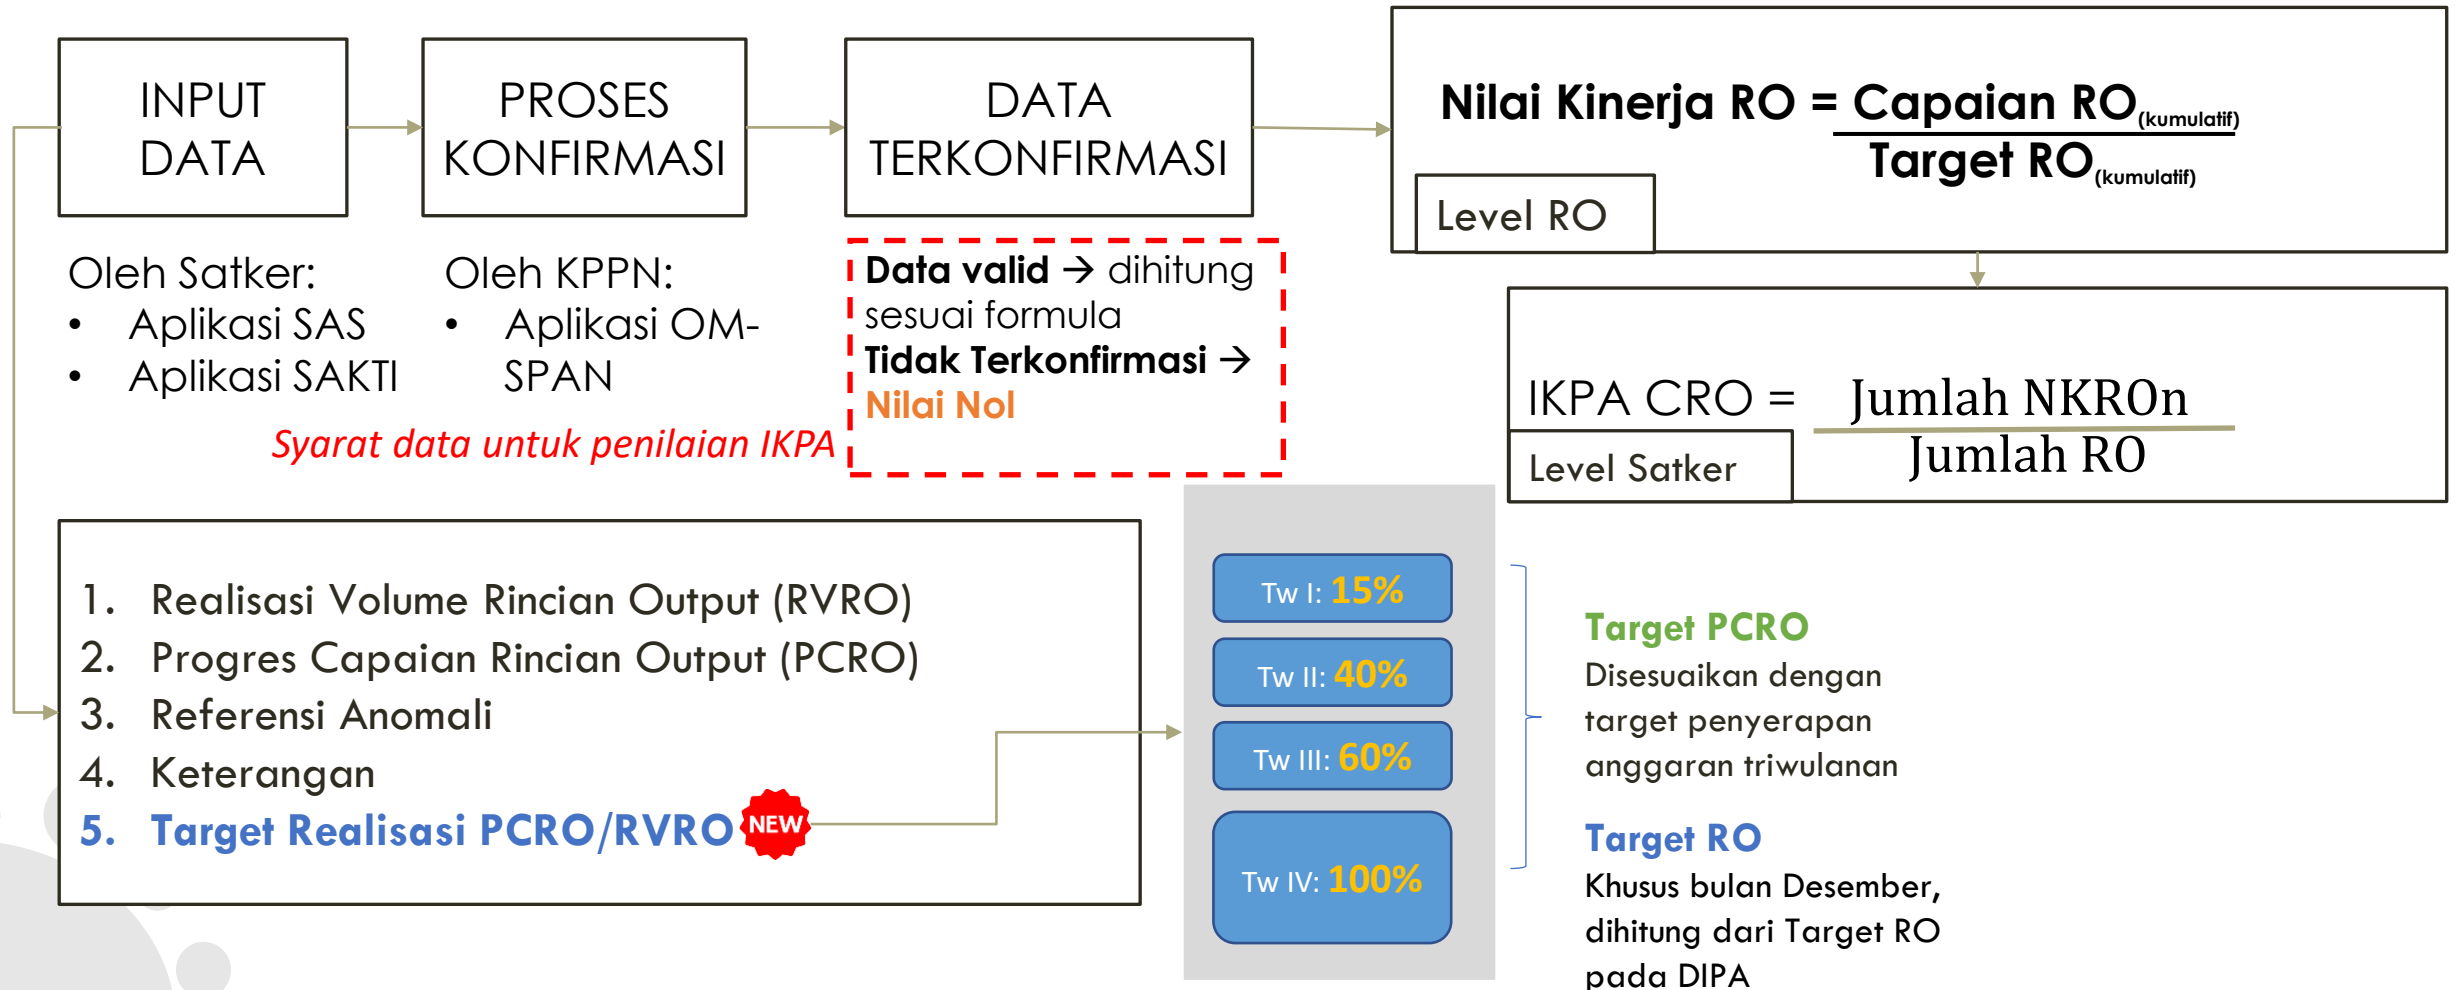 INPUT
DATA
PROSES
KONFIRMASI
DATA
TERKONFIRMASI
Nilai Kinerja RO = Capaian RO(kumulatif)
Target RO(kumulatif)
Level RO
Oleh Satker:
• Aplikasi SAS
• Aplikasi SAKTI
Oleh KPPN:
• Aplikasi OM-
SPAN
Data valid → dihitung
sesuai formula
Tidak Terkonfirmasi →
Nilai Nol
Syarat data untuk penilaian IKPA
IKPA CRO = Jumlah NKROn
Jumlah RO
Level Satker
1. Realisasi Volume Rincian Output (RVRO)
2. Progres Capaian Rincian Output (PCRO)
3. Referensi Anomali
4. Keterangan
5. Target Realisasi PCRO/RVRO NEW
Tw I: 15%
Tw II: 40%
Tw III: 60%
Tw IV: 100%
Target PCRO
Disesuaikan dengan
target penyerapan
anggaran triwulanan
Target RO
Khusus bulan Desember,
dihitung dari Target RO
pada DIPA